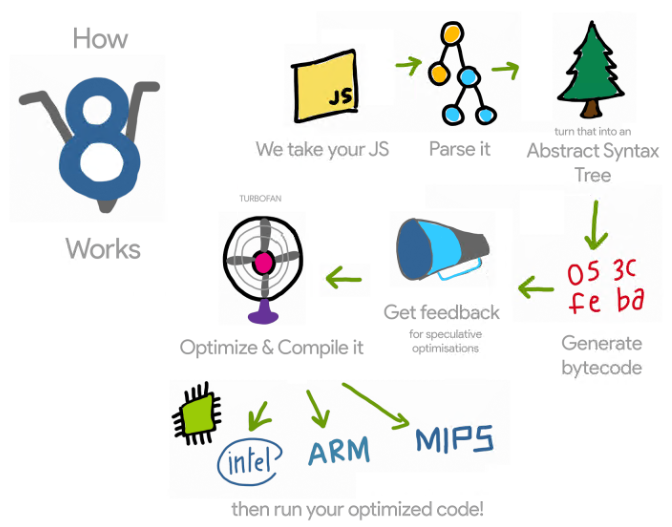 How
V8
Works
JS
We take your JS
Parse it
turn that into an
Abstract Syntax
Tree
TURBOFAN
Optimize & Compile it
Get feedback
for speculative
optimisations
05 3C
fe ba
Generate
bytecode
intel
ARM
MIPS
then run your optimized code!